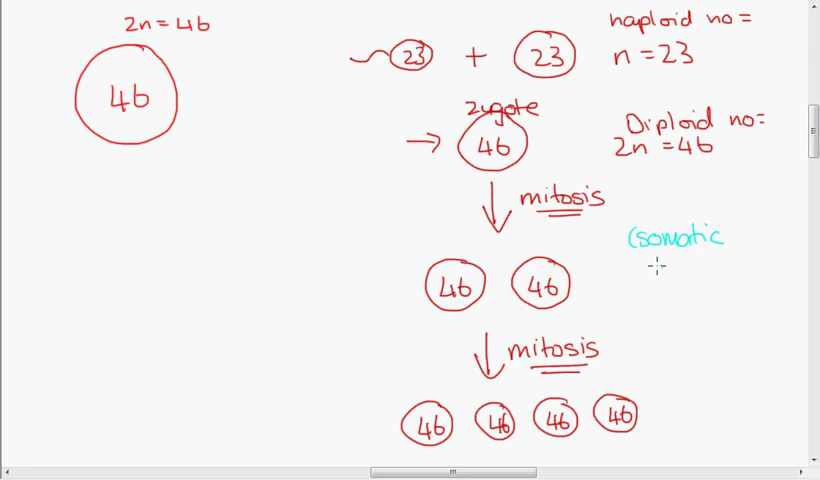 2n = 46
46
23 + 23
haploid no =
n = 23
zygote
46
Diploid no=
2n = 46
mitosis
(somatic
46 46
mitosis
46 46 46 46